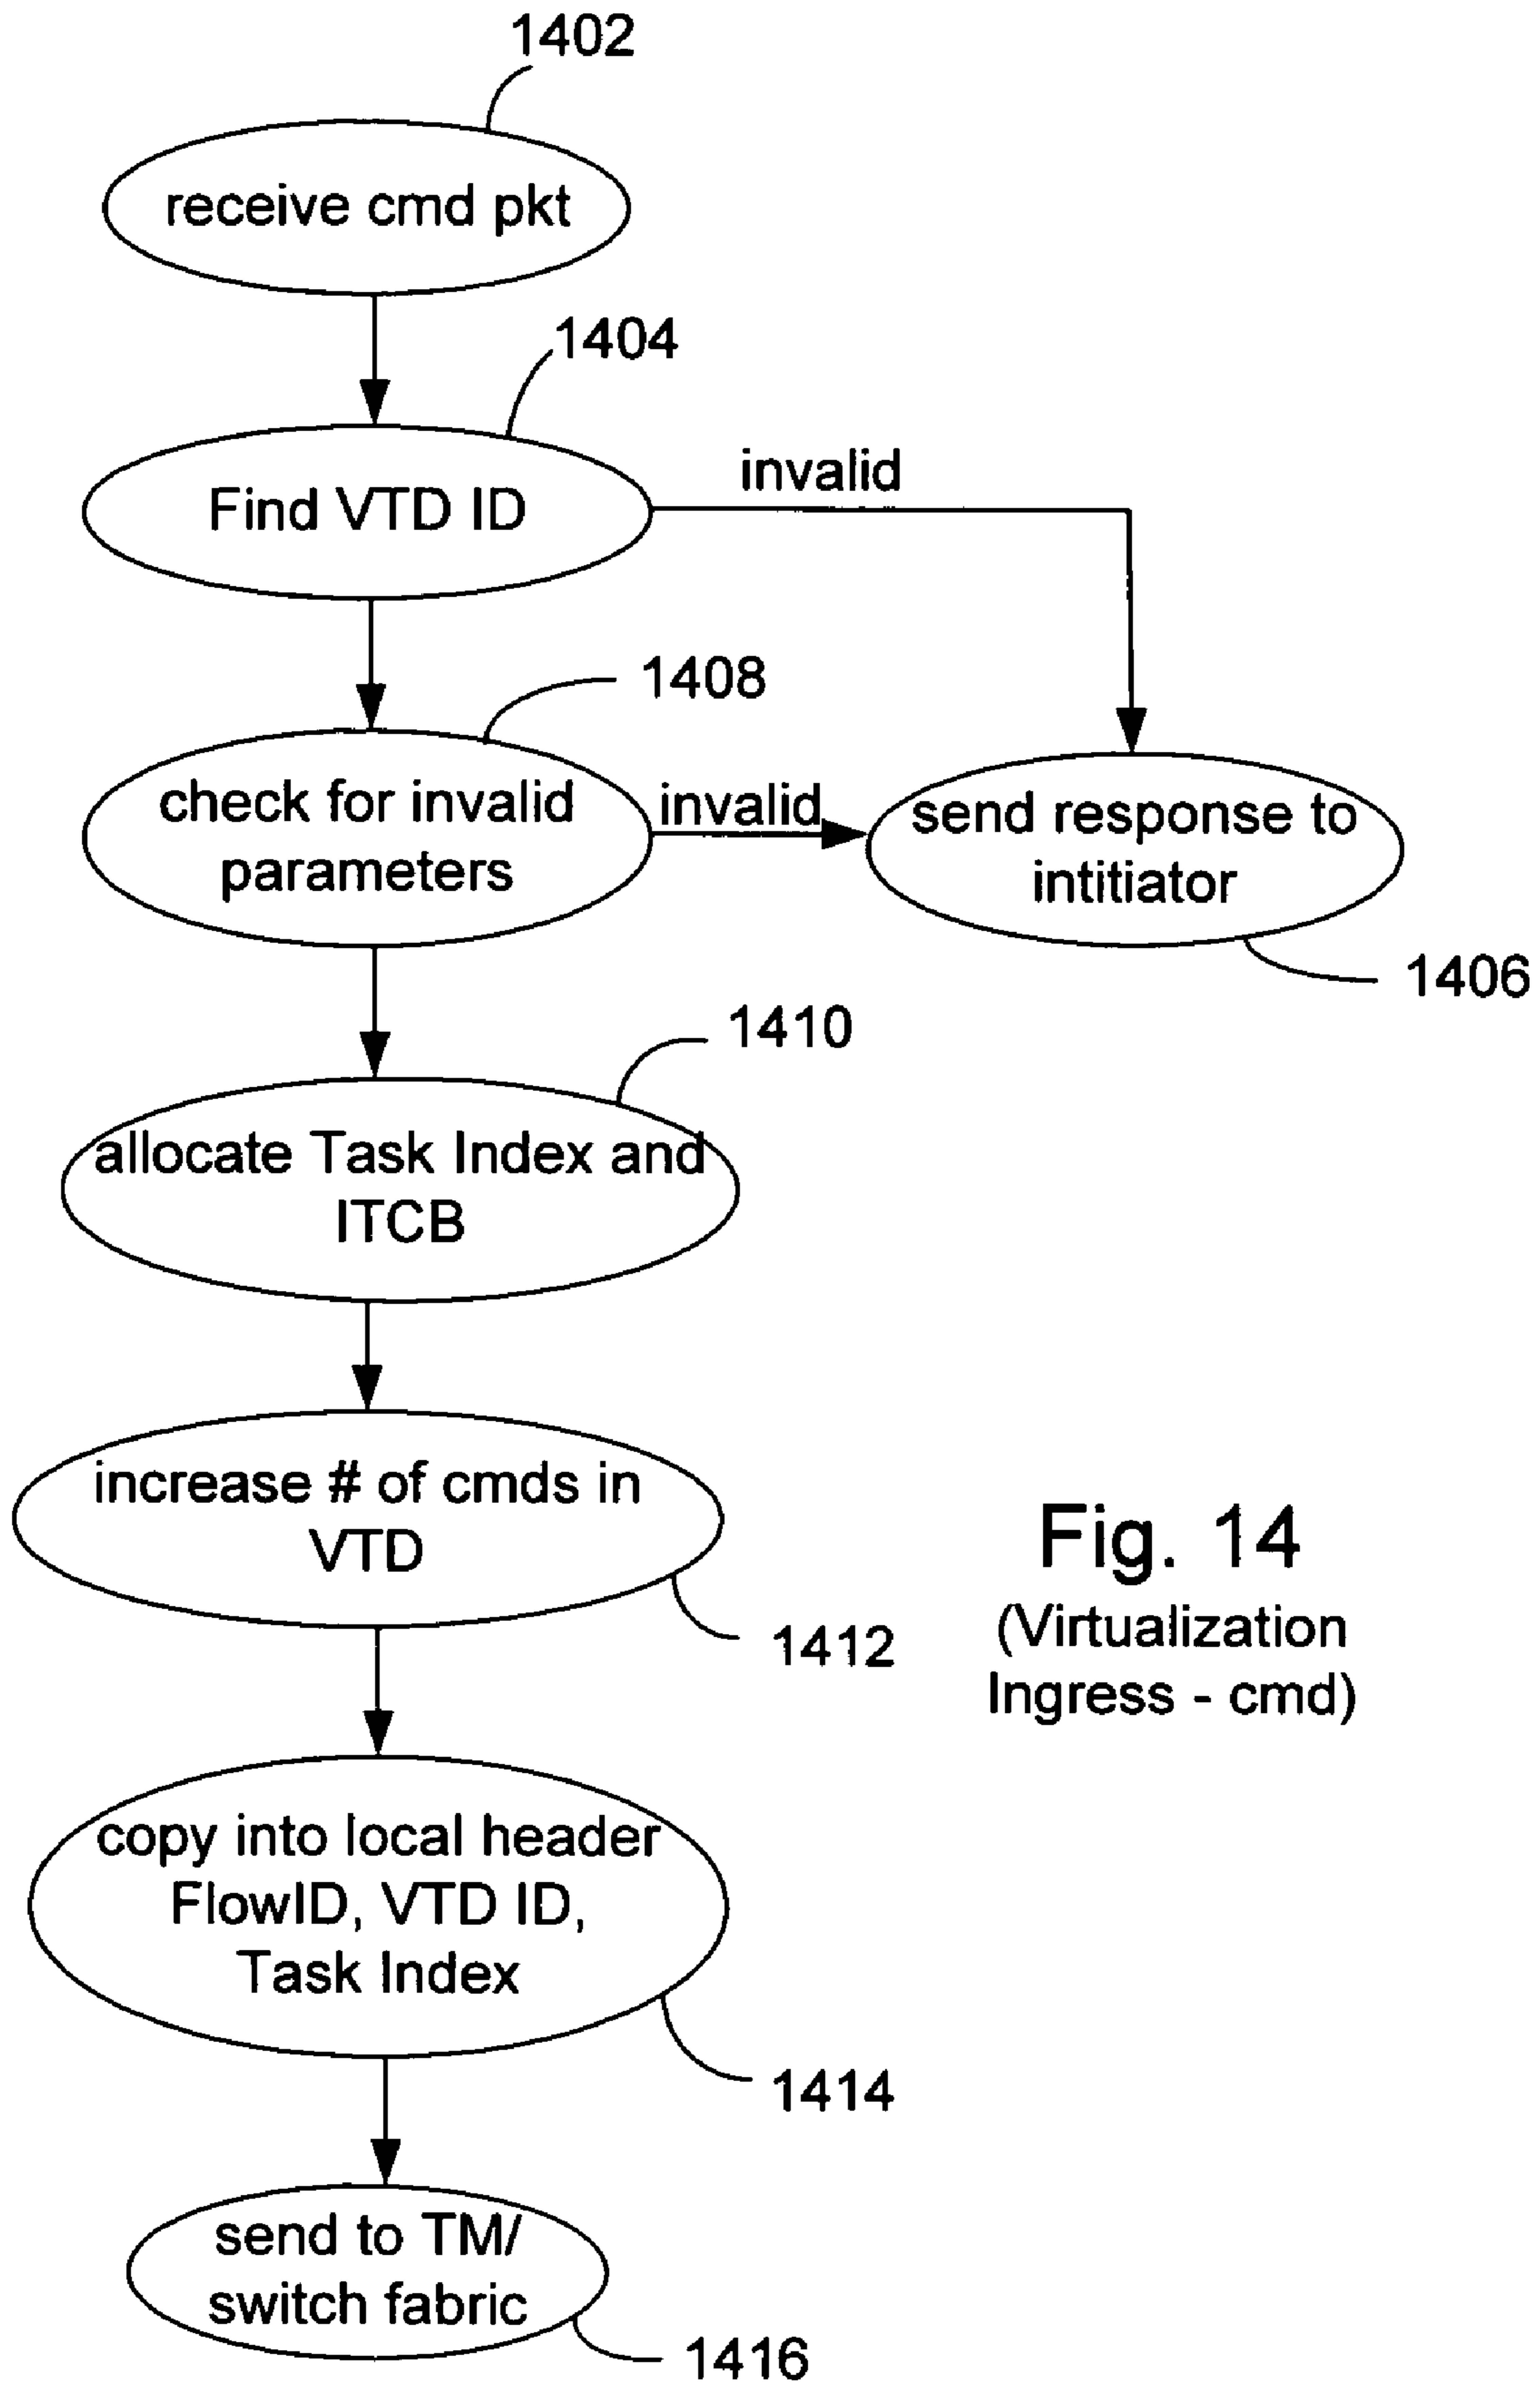 1402
receive cmd pkt
1404
Find VTD ID
invalid
1408
check for invalid
parameters
invalid
send response to
intitiator
1406
1410
allocate Task Index and
ITCB
increase # of cmds in
VTD
1412
Fig. 14
(Virtualization
Ingress - cmd)
copy into local header
FlowID, VTD ID,
Task Index
1414
send to TM/
switch fabric
1416